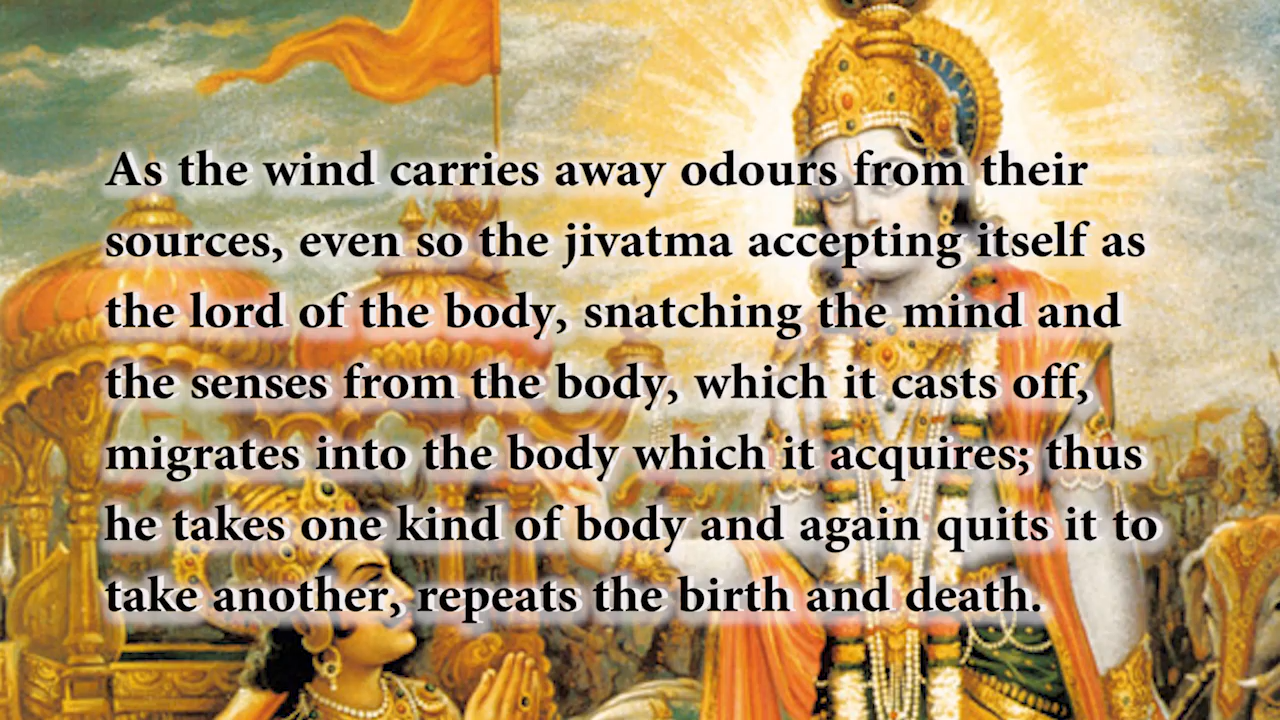 As the wind carries away odours from their
sources, even so the jivatma accepting itself as
the lord of the body, snatching the mind and
the senses from the body, which it casts off,
migrates into the body which it acquires; thus
he takes one kind of body and again quits it to
take another, repeats the birth and death.